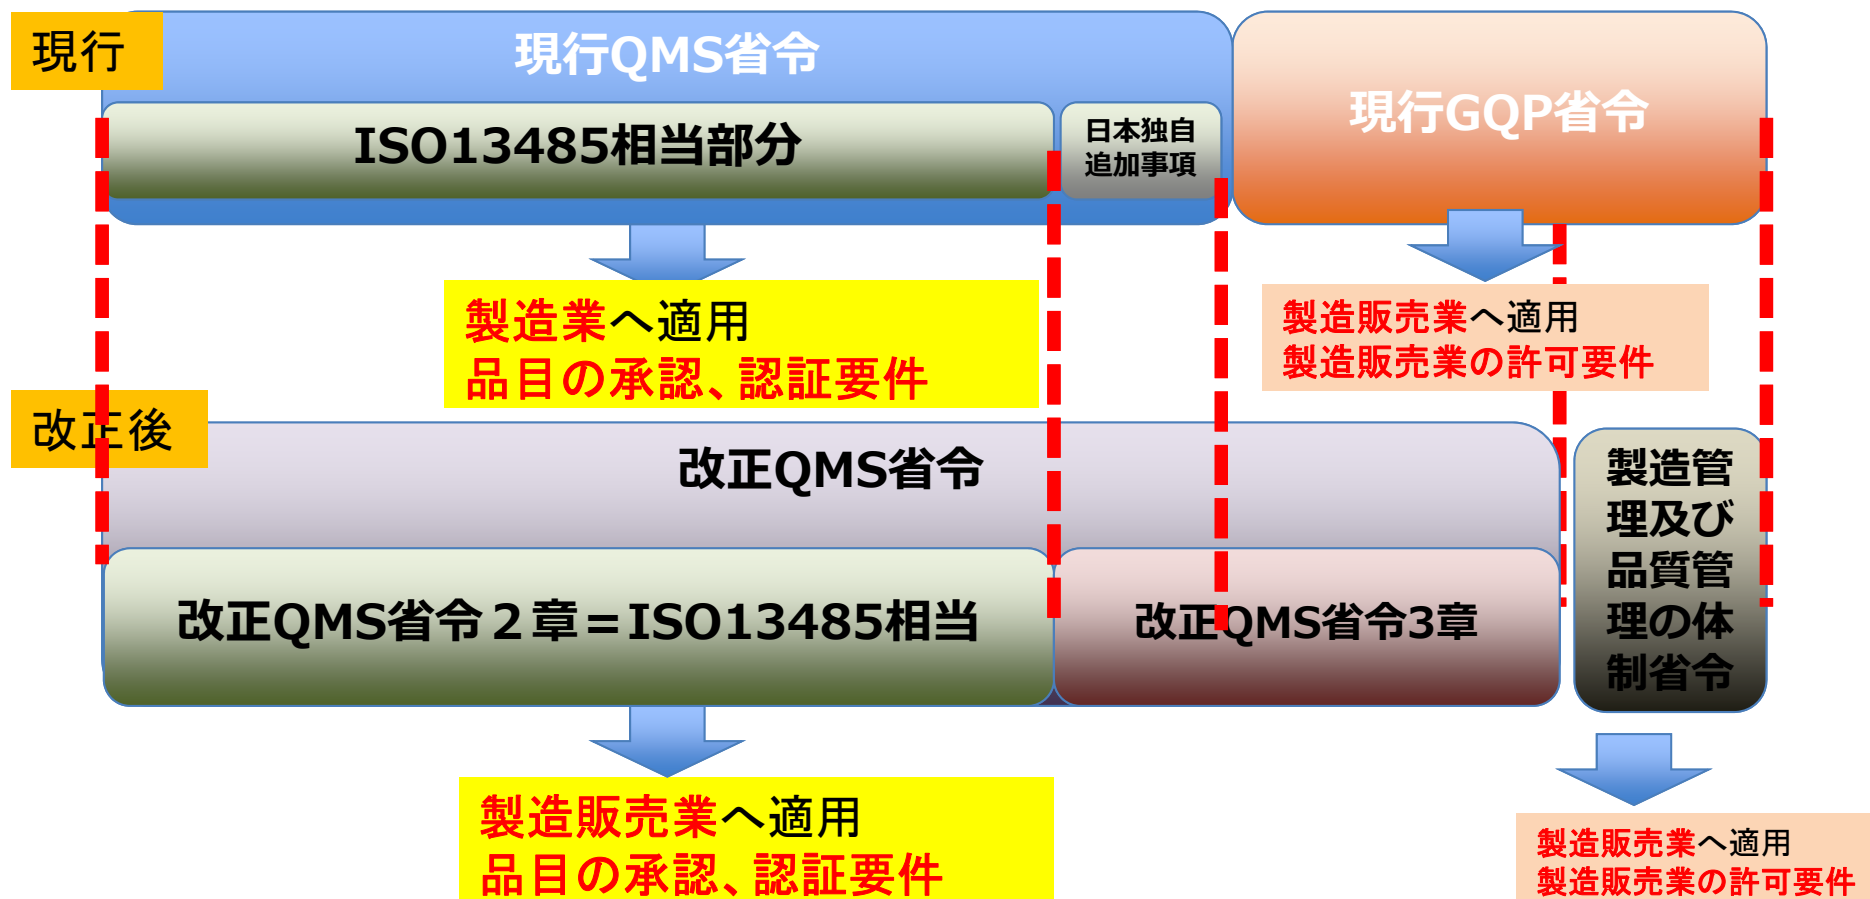 現行
現行QMS省令
ISO13485相当部分
日本独自
追加事項
現行GQP省令
製造業へ適用
品目の承認、認証要件
製造販売業へ適用
製造販売業の許可要件
改正後
改正QMS省令
改正QMS省令２章＝ISO13485相当
改正QMS省令3章
製造管
理及び
品質管
理の体
制省令
製造販売業へ適用
品目の承認、認証要件
製造販売業へ適用
製造販売業の許可要件